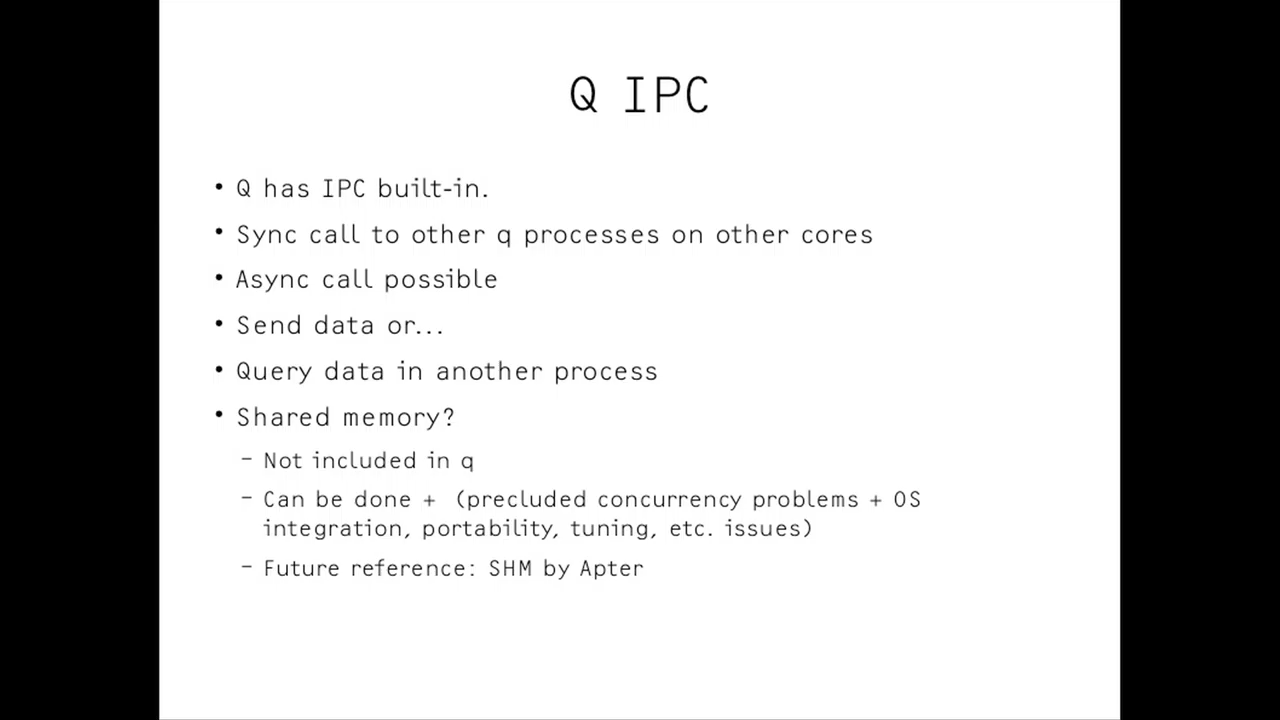 Q IPC
• Q has IPC built-in.
• Sync call to other q processes on other cores
• Async call possible
• Send data or...
• Query data in another process
• Shared memory?
– Not included in q
– Can be done + (precluded concurrency problems + OS
integration, portability, tuning, etc. issues)
– Future reference: SHM by Apter